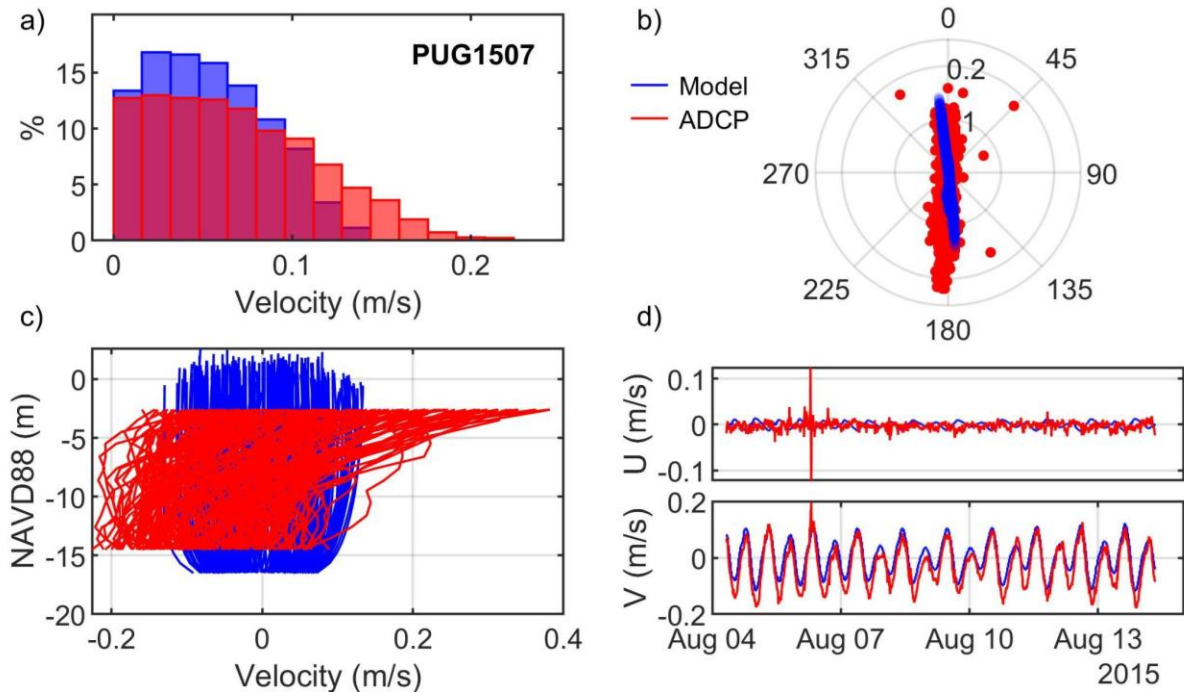 a)
PUG1507
15
10
5
0
%
0
0.1
0.2
Velocity (m/s)
b)
0
45
90
135
180
225
270
315
0.2
1
Model
ADCP
c)
0
-5
-10
-15
-20
NAVD88 (m)
-0.2
0
0.2
0.4
Velocity (m/s)
d)
0.1
0
-0.1
U (m/s)
0.2
0
-0.2
V (m/s)
Aug 04
Aug 07
Aug 10
Aug 13
2015